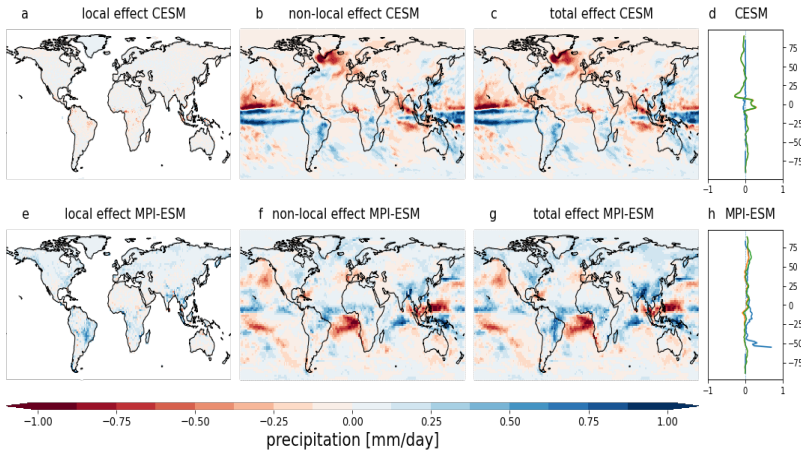 a local effect CESM b non-local effect CESM c total effect CESM d CESM
75
50
25
0
−25
−50
−75
−1 0 1
e local effect MPI-ESM f non-local effect MPI-ESM g total effect MPI-ESM h MPI-ESM
75
50
25
0
−25
−50
−75
−1 0 1
−1.00 −0.75 −0.50 −0.25 0.00 0.25 0.50 0.75 1.00
precipitation [mm/day]